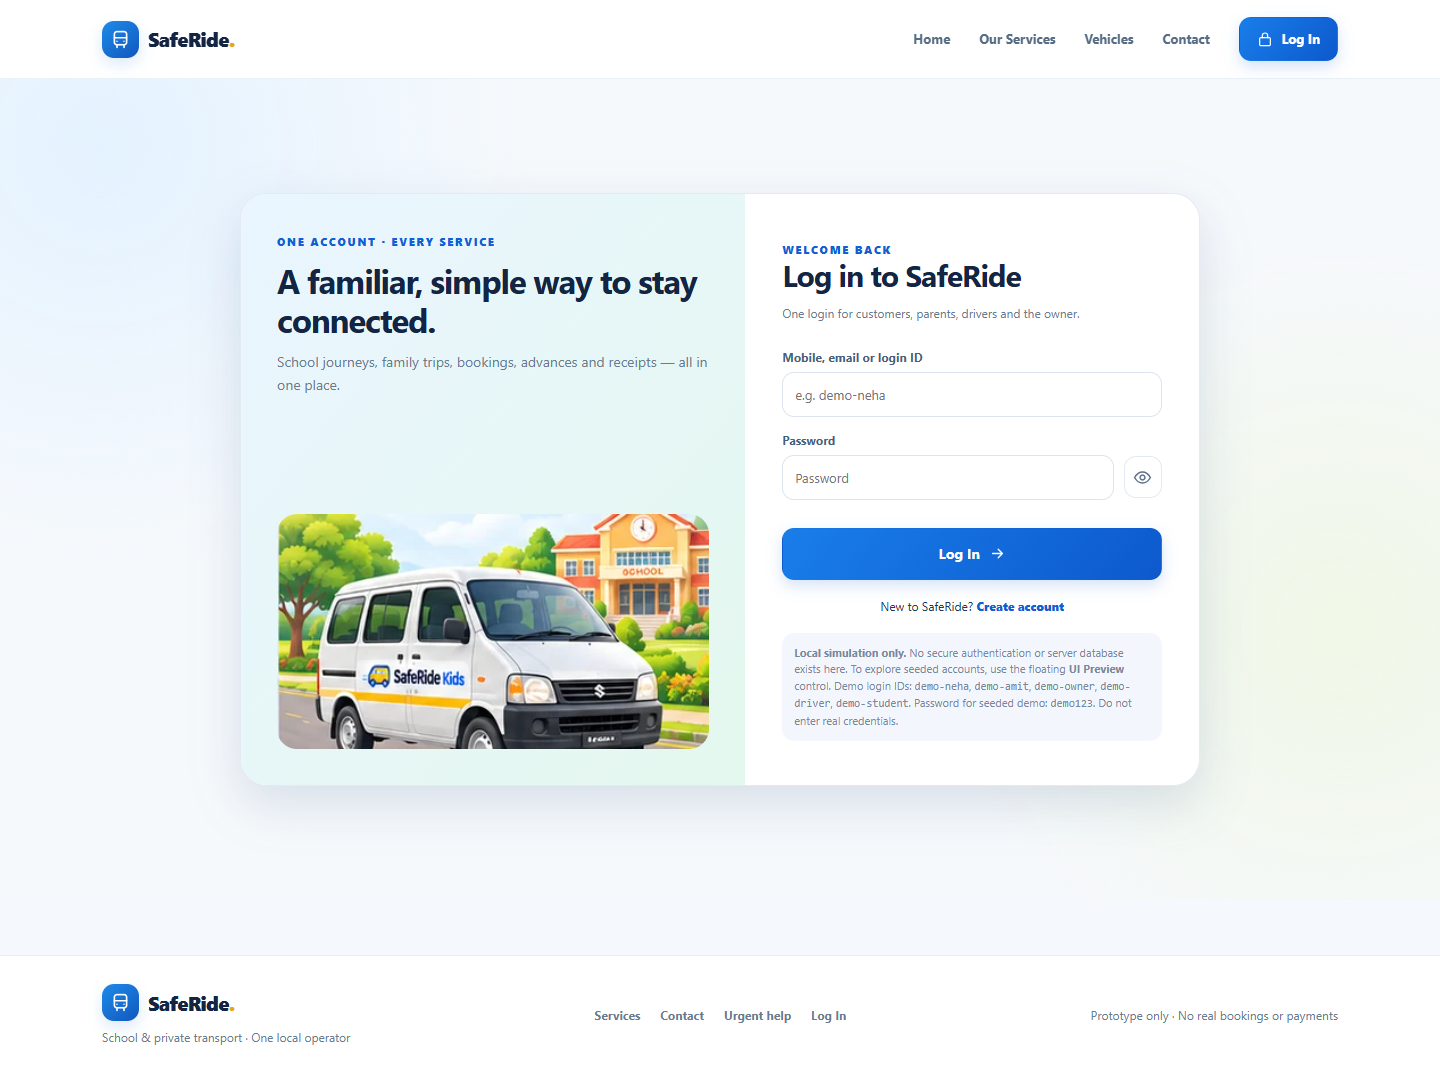 SafeRide.
Home
Our Services
Vehicles
Contact
Log In
ONE ACCOUNT · EVERY SERVICE
A familiar, simple way to stay
connected.
School journeys, family trips, bookings, advances and receipts — all in
one place.
SCHOOL
SafeRide Kids
WELCOME BACK
Log in to SafeRide
One login for customers, parents, drivers and the owner.
Mobile, email or login ID
e.g. demo-neha
Password
Password
Log In
New to SafeRide? Create account
Local simulation only. No secure authentication or server database
exists here. To explore seeded accounts, use the floating UI Preview
control. Demo login IDs: demo-neha, demo-amit, demo-owner, demo-
driver, demo-student. Password for seeded demo: demo123. Do not
enter real credentials.
SafeRide.
School & private transport · One local operator
Services
Contact
Urgent help
Log In
Prototype only · No real bookings or payments